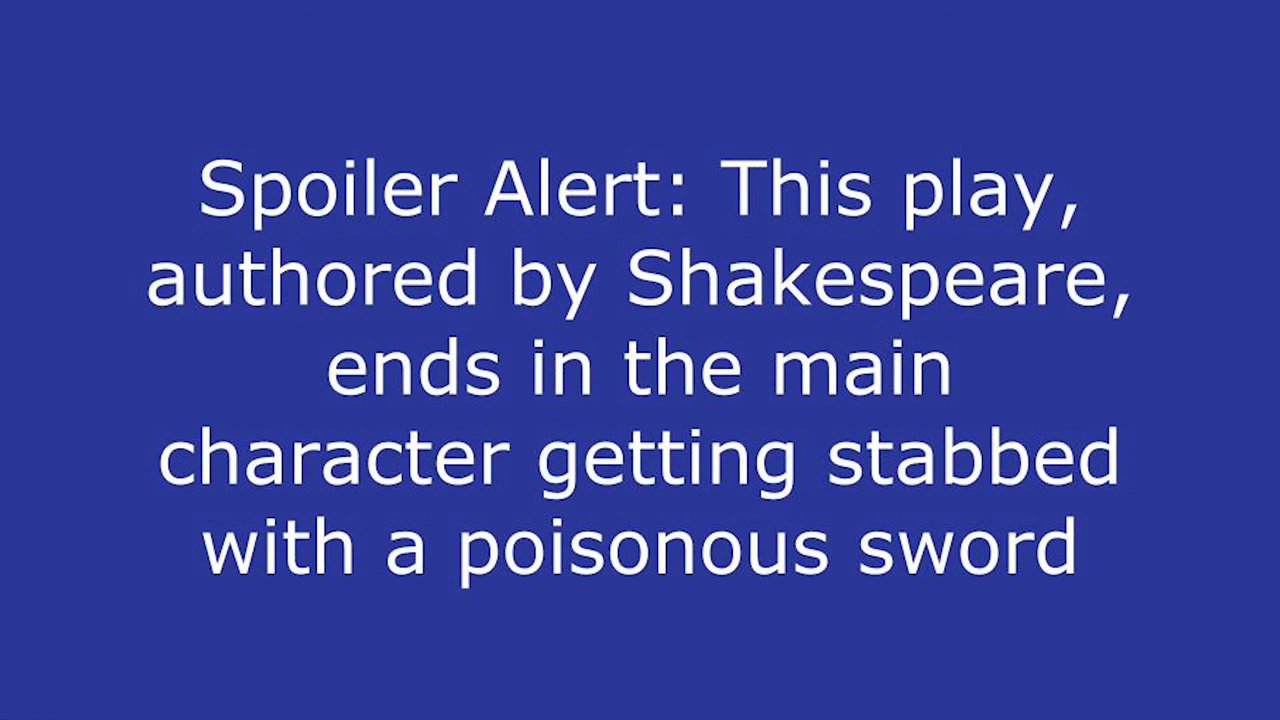 Spoiler Alert: This play,
authored by Shakespeare,
ends in the main
character getting stabbed
with a poisonous sword